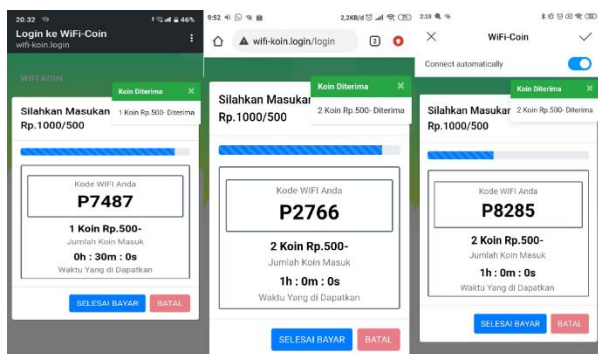 20.32
46%
Login ke Wi-Fi-Coin
wifi-koin.login
WIFI KOIN
Koin Diterima
1 Koin Rp.500- Diterima
Silahkan Masukan
Rp.1000/500
Kode WIFI Anda
P7487
1 Koin Rp.500-
Jumlah Koin Masuk
0h : 30m : 0s
Waktu Yang di Dapatkan
SELESAI BAYAR
BATAL
9:52
2,2KB/d
wifi-koin.login/login
2
Koin Diterima
2 Koin Rp.500- Diterima
Silahkan Masukan
Rp.1000/500
Kode WIFI Anda
P2766
2 Koin Rp.500-
Jumlah Koin Masuk
1h : 0m : 0s
Waktu Yang di Dapatkan
SELESAI BAYAR
BATAL
2:28
WiFi-Coin
Connect automatically
Koin Diterima
2 Koin Rp.500- Diterima
Silahkan Masukan
Rp.1000/500
Kode WIFI Anda
P8285
2 Koin Rp.500-
Jumlah Koin Masuk
1h : 0m : 0s
Waktu Yang di Dapatkan
SELESAI BAYAR
BATAL